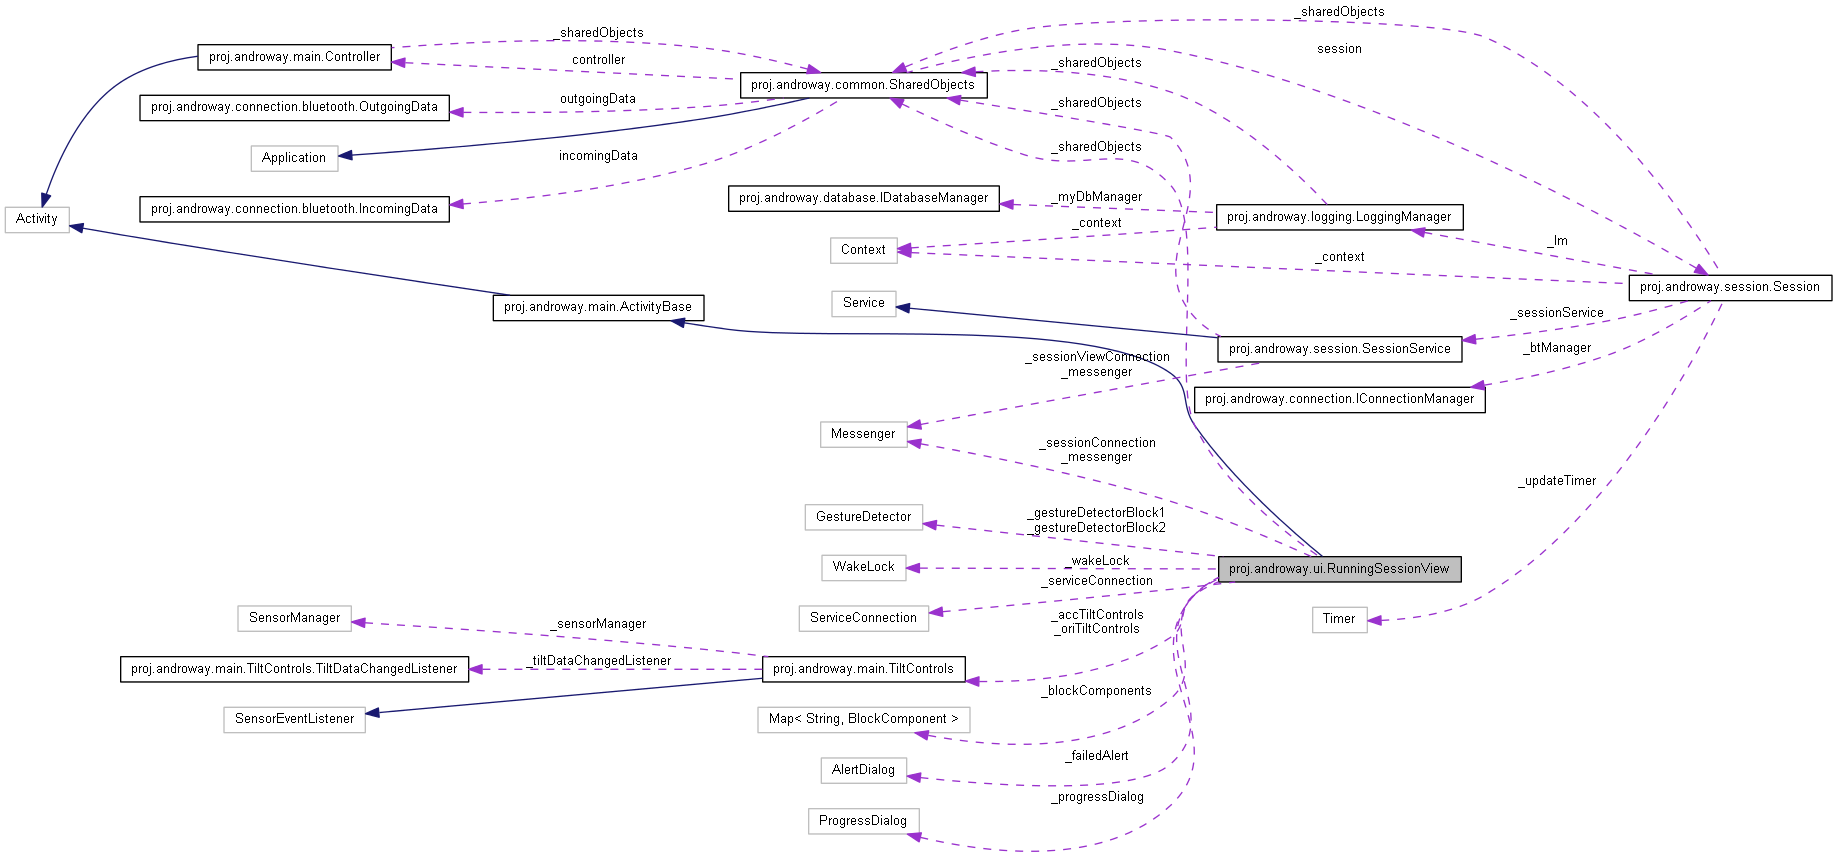 _sharedObjects
_sharedObjects
session
proj.androway.main.Controller
controller
_sharedObjects
proj.androway.common.SharedObjects
outgoingData
_sharedObjects
proj.androway.connection.bluetooth.OutgoingData
_sharedObjects
Application
incomingData
_myDbManager
proj.androway.database.IDatabaseManager
proj.androway.connection.bluetooth.IncomingData
Activity
proj.androway.logging.LoggingManager
_context
_lm
Context
_context
proj.androway.session.Session
Service
proj.androway.main.ActivityBase
_sessionService
proj.androway.session.SessionService
_btManager
_sessionViewConnection
_messenger
proj.androway.connection.IConnectionManager
Messenger
_sessionConnection
_messenger
_updateTimer
GestureDetector
_gestureDetectorBlock1
_gestureDetectorBlock2
WakeLock
_wakeLock
proj.androway.ui.RunningSessionView
_serviceConnection
SensorManager
ServiceConnection
_accTiltControls
_oriTiltControls
Timer
_sensorManager
_tiltDataChangedListener
proj.androway.main.TiltControls.TiltDataChangedListener
proj.androway.main.TiltControls
_blockComponents
SensorEventListener
Map< String, BlockComponent >
_failedAlert
AlertDialog
_progressDialog
ProgressDialog